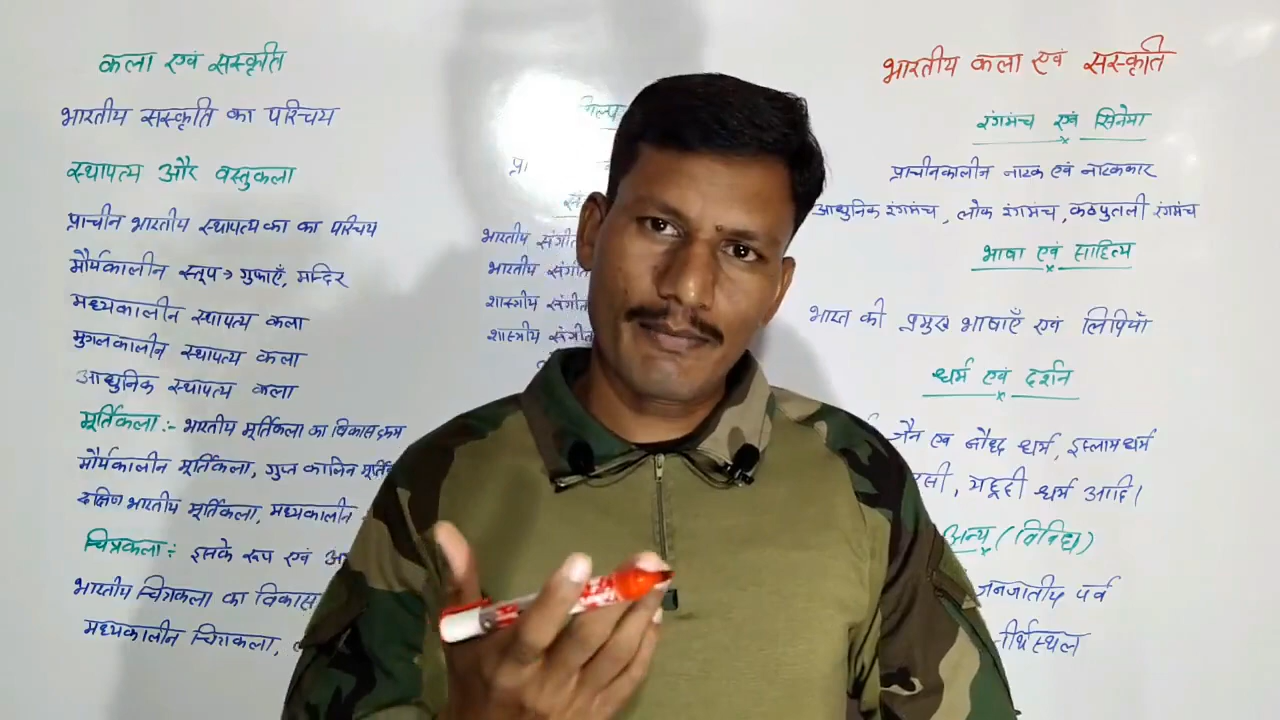 कला एवं संस्कृति
भारतीय संस्कृति का परिचय
स्थापत्य और वस्तुकला
प्राचीन भारतीय स्थापत्य का का परिचय
मौर्यकालीन स्तूप → गुफाएँ, मन्दिर
मध्यकालीन स्थापत्य कला
मुगलकालीन स्थापत्य कला
आधुनिक स्थापत्य कला
मूर्तिकला :- भारतीय मूर्तिकला का विकासक्रम
मौर्यकालीन मूर्तिकला, गुप्त कालिन
दक्षिण भारतीय मूर्तिकला, मध्यकालीन
चित्रकला : इसके रूप एवं
भारतीय चित्रकला का विकास
मध्यकालीन चित्रकला,
भारतीय संगीत
भारतीय संगीत
शास्त्रीय संगीत
शास्त्रीय संगीत
भारतीय कला एवं संस्कृति
रंगमंच एवं सिनेमा
प्राचीनकालीन नाटक एवं नाटककार
आधुनिक रंगमंच, लोक रंगमंच, कठपुतली रंगमंच
भाषा एवं साहित्य
भारत की प्रमुख भाषाएँ एवं लिपियाँ
धर्म एवं दर्शन
जैन एवं बौद्ध धर्म, इस्लाम धर्म
यहूदी धर्म आदि।
अन्य (विविध)
जनजातीय पर्व